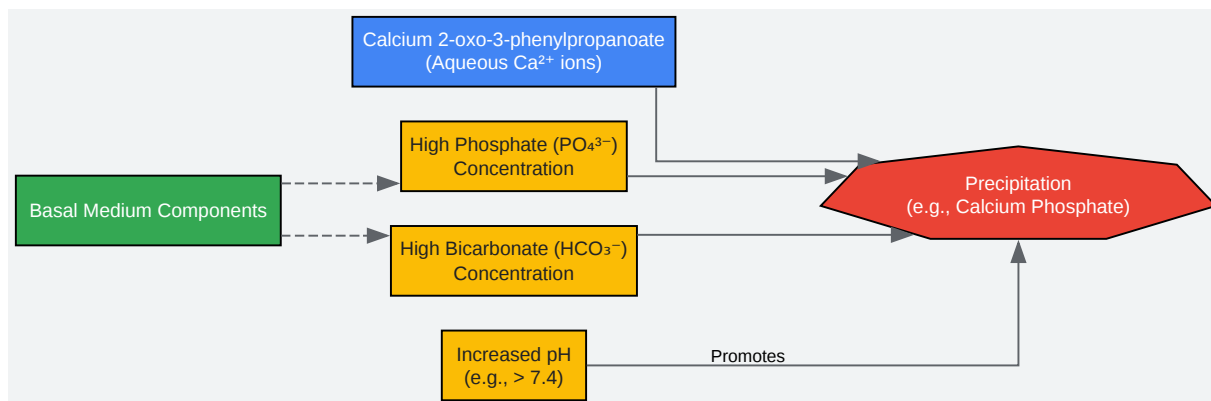 Calcium 2-oxo-3-phenylpropanoate
(Aqueous Ca²⁺ ions)
High Phosphate (PO₄³⁻)
Concentration
Basal Medium Components
High Bicarbonate (HCO₃⁻)
Concentration
Precipitation
(e.g., Calcium Phosphate)
Increased pH
(e.g., > 7.4)
Promotes